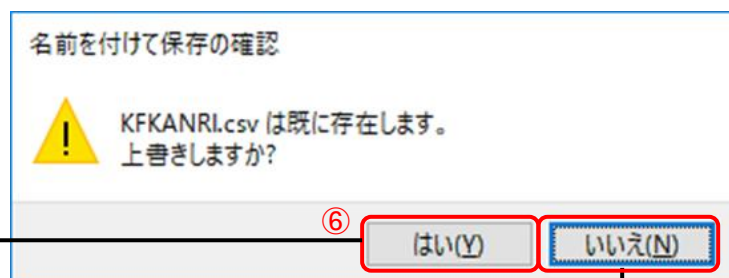 名前を付けて保存の確認
KFKANRI.csv は既に存在します。
上書きしますか?
⑥
はい(Y)
いいえ(N)